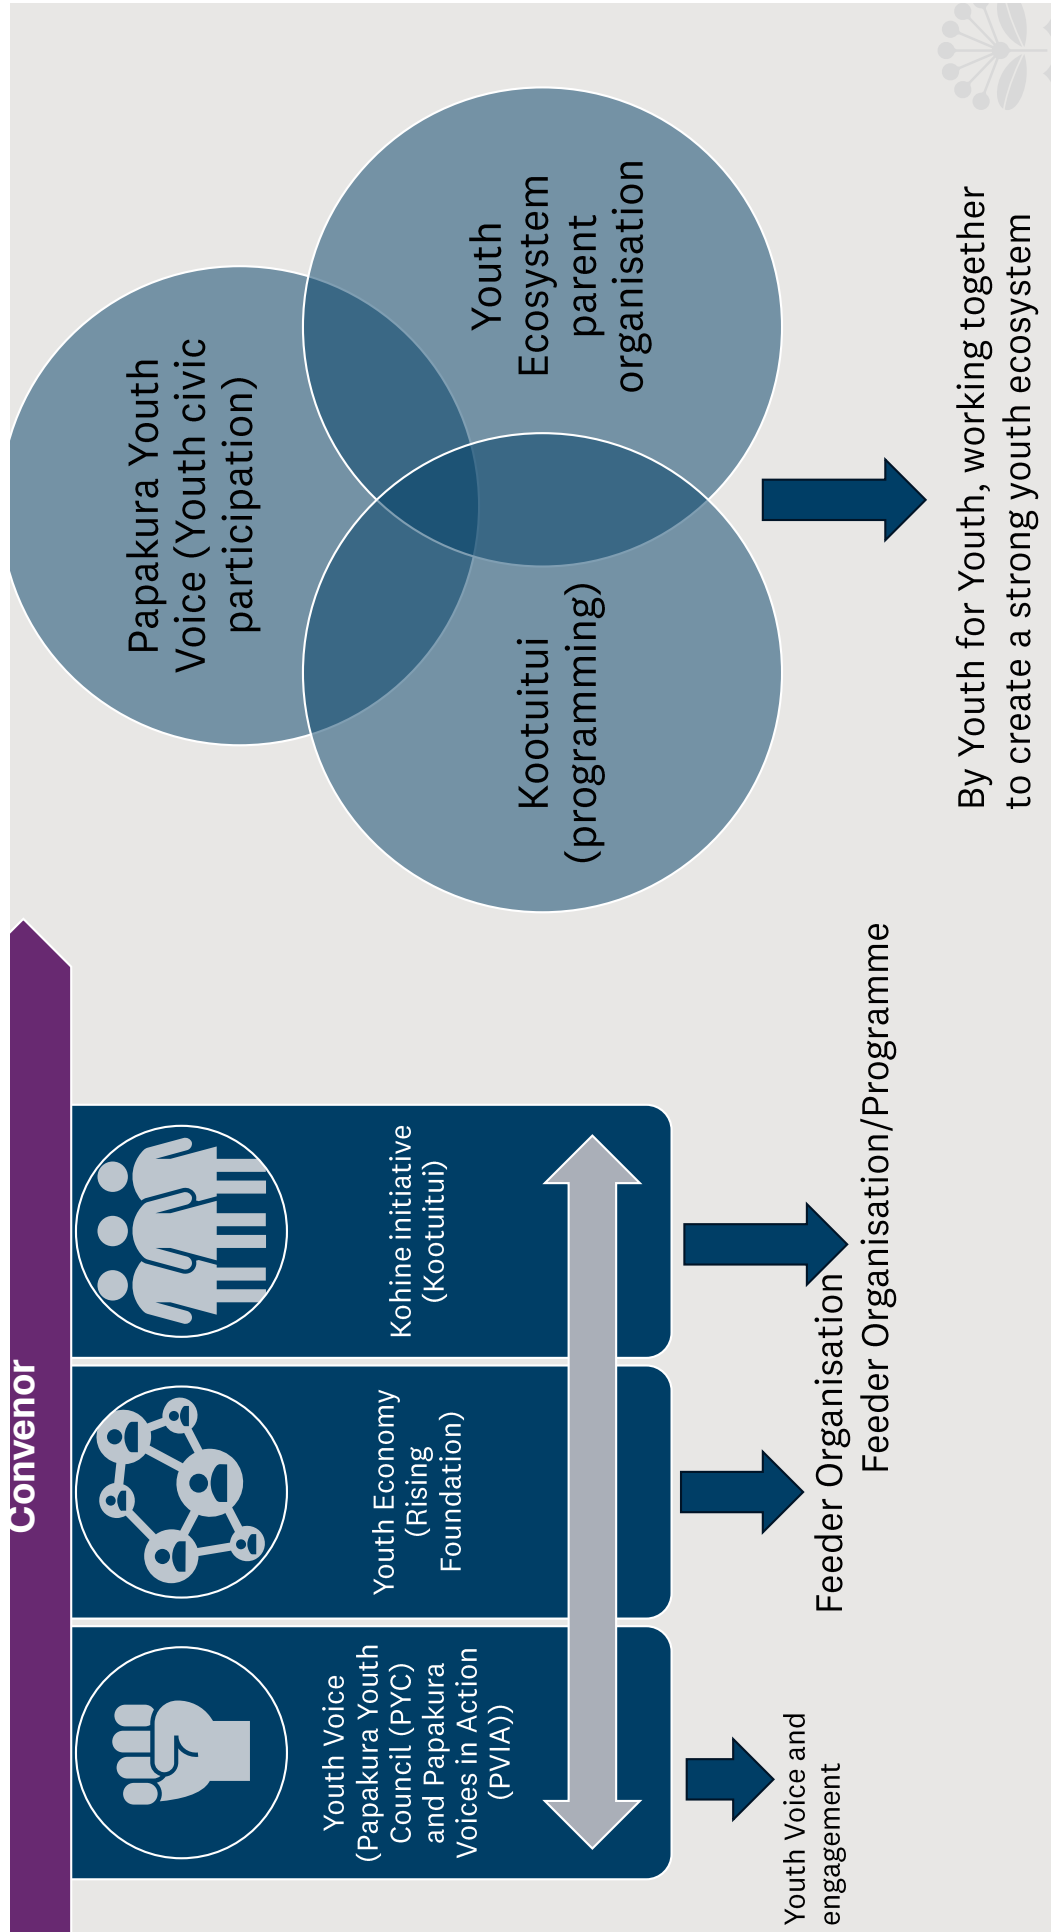 Convenor
Youth Voice
(Papakura Youth
Council (PYC)
and Papakura
Voices in Action
(PVIA))
Youth Economy
(Rising
Foundation)
Kohine initiative
(Kootuitui)
Youth Voice and
engagement
Feeder Organisation
Feeder Organisation/Programme
Papakura Youth
Voice (Youth civic
participation)
Kootuitui
(programming)
Youth
Ecosystem
parent
organisation
By Youth for Youth, working together
to create a strong youth ecosystem